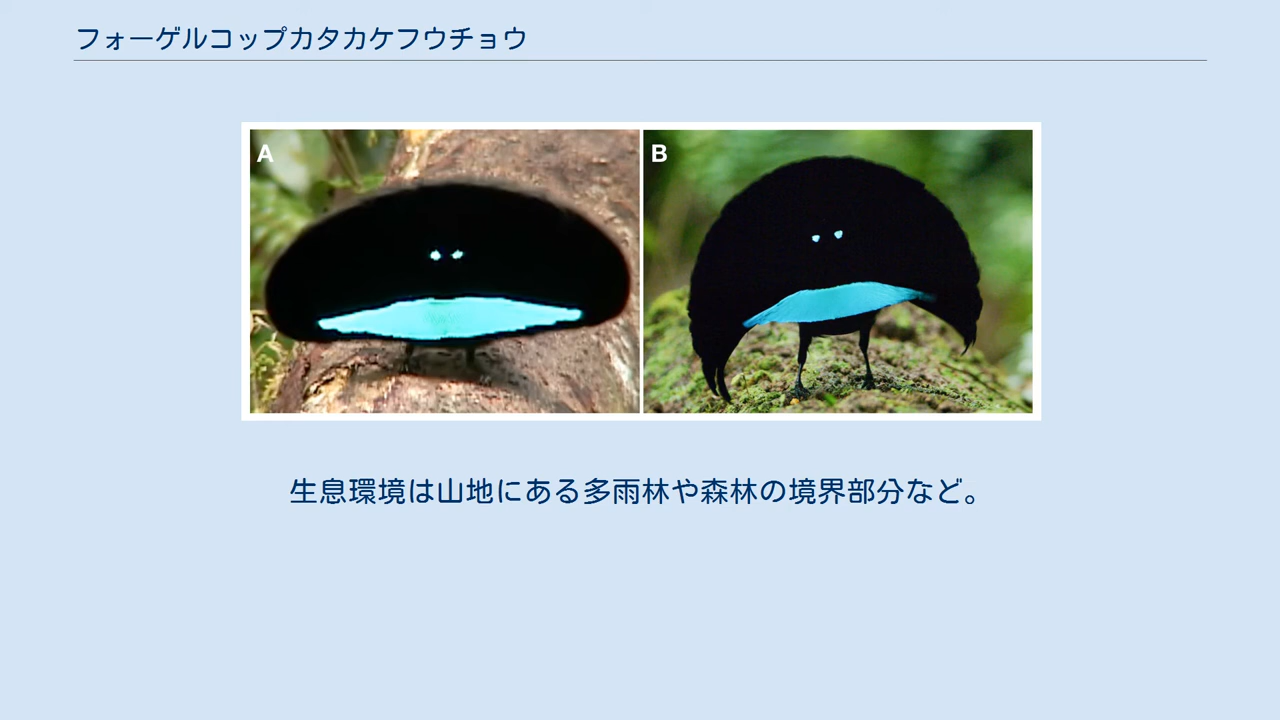 フォーゲルコップカタカケフウチョウ
A
B
生息環境は山地にある多雨林や森林の境界部分など。